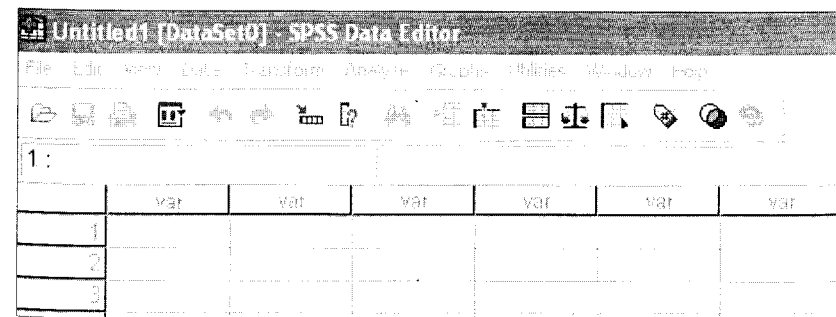 Untitled1 [DataSet0] - SPSS Data Editor
File Edit View Data Transform Analyze Graphs Utilities Window Help
1 :
var var var var var var
1
2
3